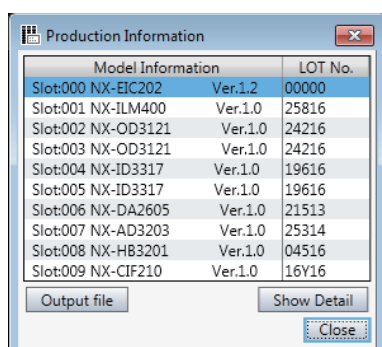 Production Information
Model Information LOT No.
Slot:000 NX-EIC202 Ver.1.2 00000
Slot:001 NX-ILM400 Ver.1.0 25816
Slot:002 NX-OD3121 Ver.1.0 24216
Slot:003 NX-OD3121 Ver.1.0 24216
Slot:004 NX-ID3317 Ver.1.0 19616
Slot:005 NX-ID3317 Ver.1.0 19616
Slot:006 NX-DA2605 Ver.1.0 21513
Slot:007 NX-AD3203 Ver.1.0 25314
Slot:008 NX-HB3201 Ver.1.0 04516
Slot:009 NX-CIF210 Ver.1.0 16Y16
Output file Show Detail
Close